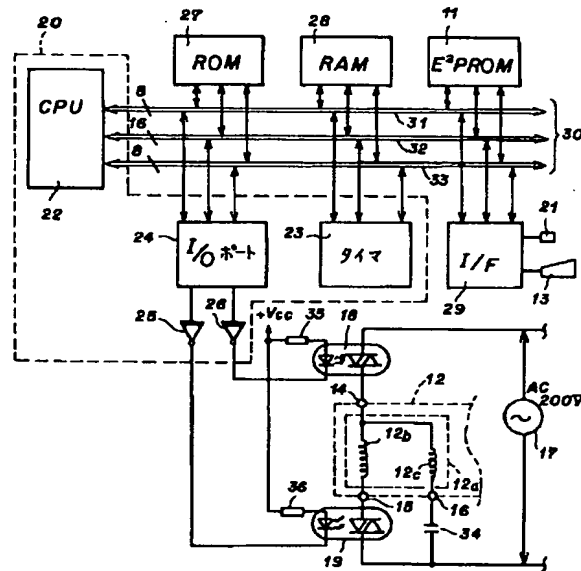 20
27
28
11
ROM
RAM
E²PROM
CPU
8
16
8
31
32
33
30
22
24
I/O ポート
23
タイマ
I/F
29
21
13
25
26
+Vcc
35
18
14
12
12b
12c
12a
AC
200V
17
36
15
16
34
19